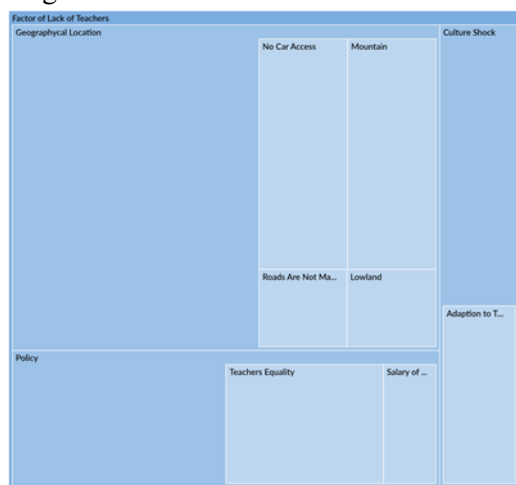 Factor of Lack of Teachers
Geographycal Location
Culture Shock
No Car Access
Mountain
Roads Are Not Ma...
Lowland
Adaption to T...
Policy
Teachers Equality
Salary of ...